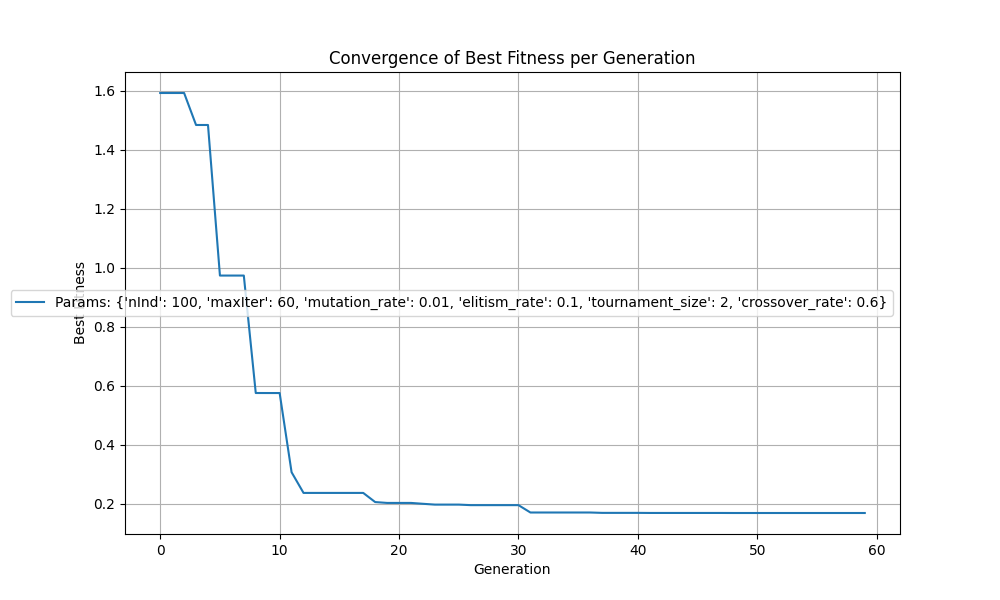 Convergence of Best Fitness per Generation
1.6
1.4
1.2
1.0
0.8
0.6
0.4
0.2
Best
ness
Params: {'nInd': 100, 'maxIter': 60, 'mutation_rate': 0.01, 'elitism_rate': 0.1, 'tournament_size': 2, 'crossover_rate': 0.6}
0 10 20 30 40 50 60
Generation